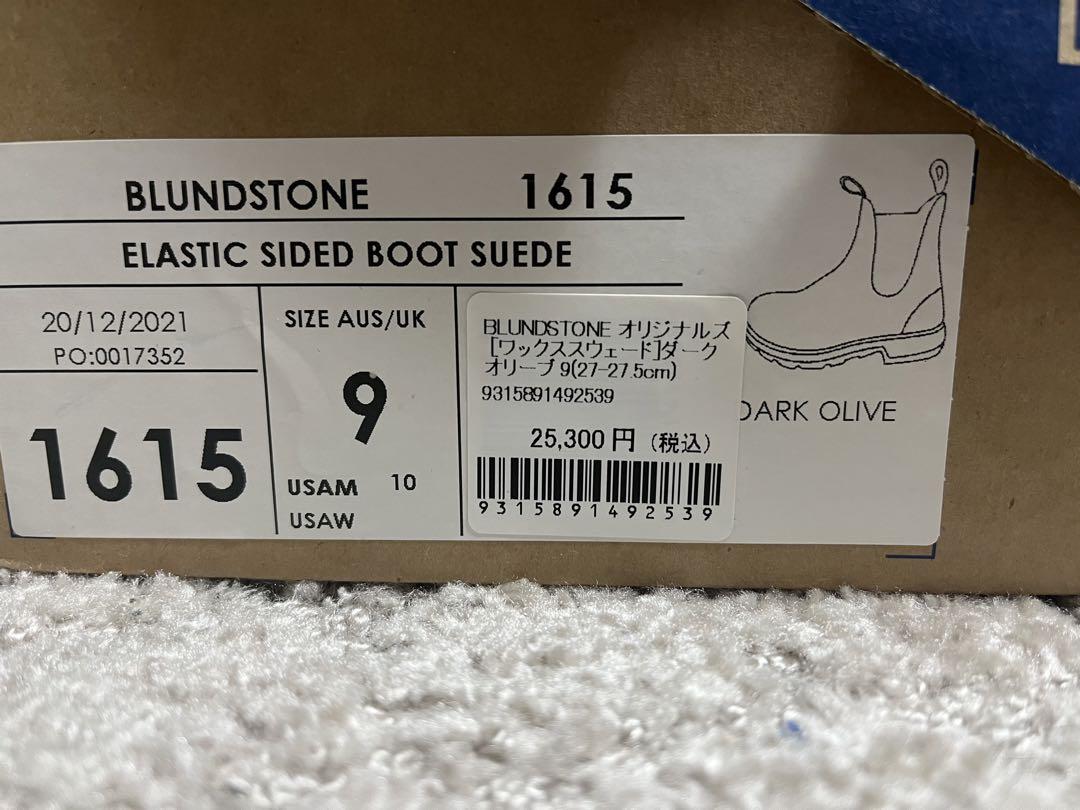 BLUNDSTONE 1615
ELASTIC SIDED BOOT SUEDE
20/12/2021
PO:0017352
1615
SIZE AUS/UK
9
USAM 10
USAW
BLUNDSTONE オリジナルズ
[ワックススウェード]ダーク
オリーブ 9(27-27.5cm)
9315891492539
25,300円 (税込)
9315891492539
DARK OLIVE